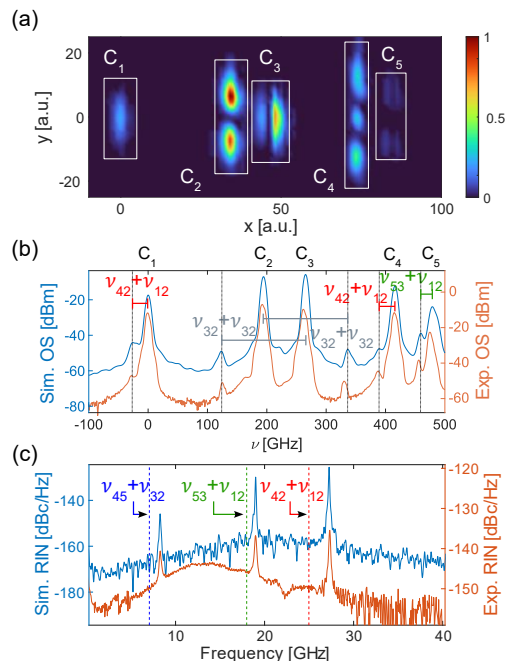 (a)
C1
C2
C3
C4
C5
y [a.u.]
20
0
-20
0
50
100
x [a.u.]
1
0.5
0
(b)
C1
C2
C3
C4
C5
ν42+ν12
ν32+ν32
ν32+ν32
ν42+ν12
ν53+ν12
Sim. OS [dBm]
-20
-40
-60
-80
Exp. OS [dBm]
0
-20
-40
-60
-100
0
100
200
300
400
500
ν [GHz]
(c)
ν45+ν32
ν53+ν12
ν42+ν12
Sim. RIN [dBc/Hz]
-140
-160
-180
Exp. RIN [dBc/Hz]
-120
-130
-140
-150
10
20
30
40
Frequency [GHz]